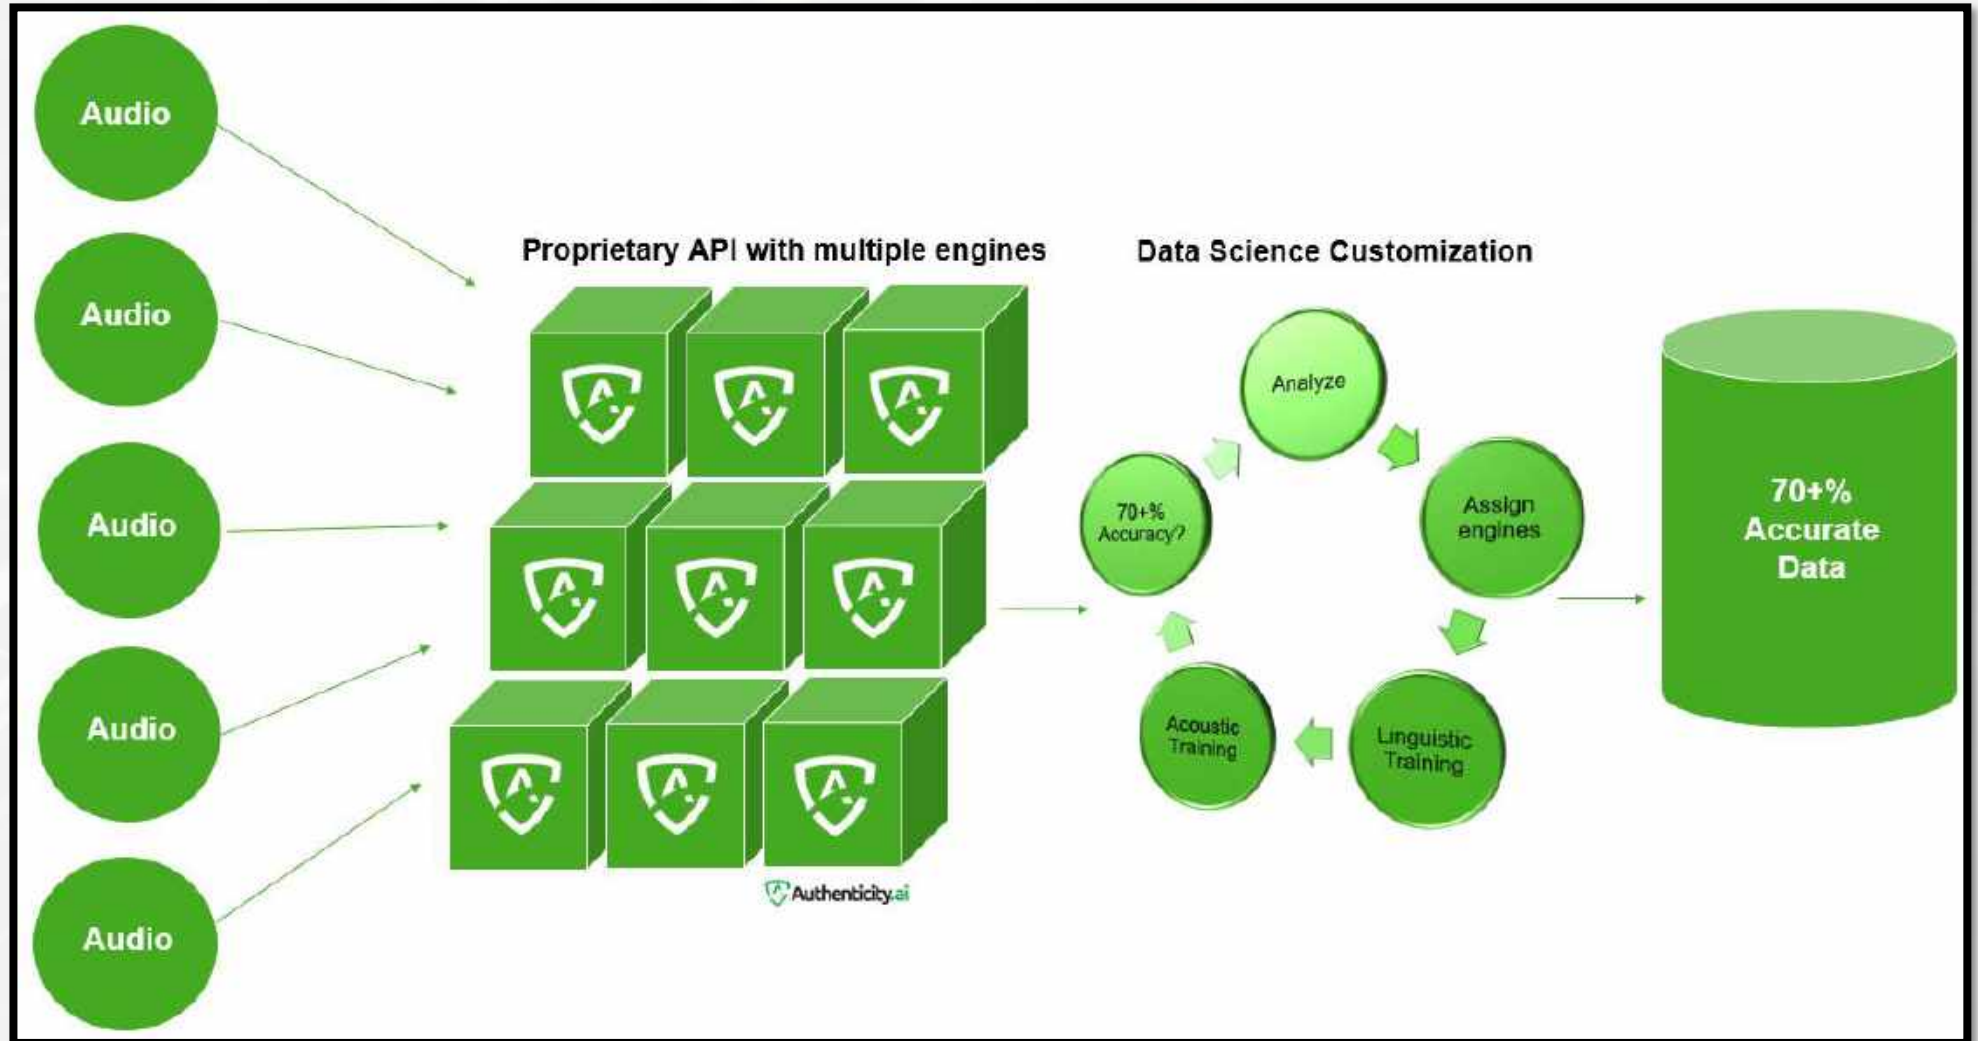 Audio
Audio
Audio
Audio
Audio
Proprietary API with multiple engines
Authenticity.ai
Data Science Customization
Analyze
Assign
engines
Linguistic
Training
Acoustic
Training
70+%
Accuracy?
70+%
Accurate
Data